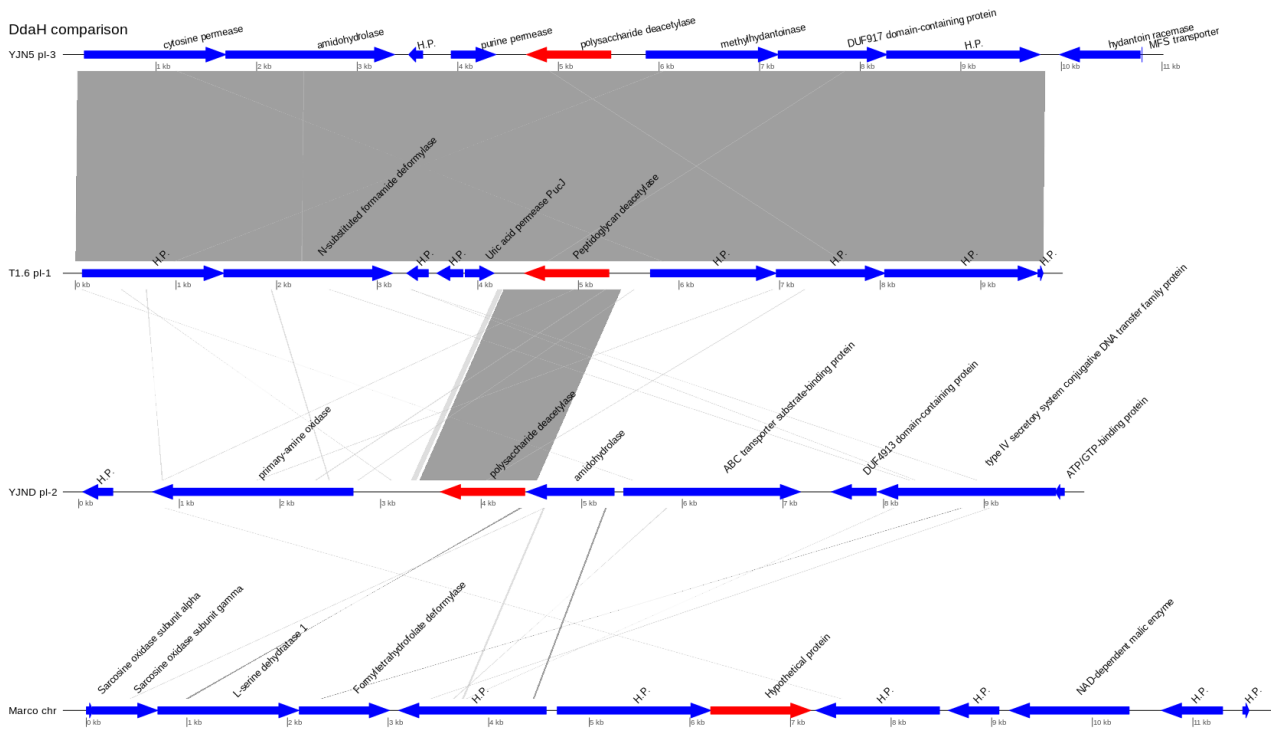 DdaH comparison
YJN5 pl-3
cytosine permease
amidohydrolase
H.P.
purine permease
polysaccharide deacetylase
methylhydantoinase
DUF917 domain-containing protein
H.P.
hydantoin racemase
MFS transporter
1 kb 2 kb 3 kb 4 kb 5 kb 6 kb 7 kb 8 kb 9 kb 10 kb 11 kb
T1.6 pl-1
H.P.
N-substituted formamide deformylase
H.P.
H.P.
Uric acid permease PucJ
Peptidoglycan deacetylase
H.P.
H.P.
H.P.
H.P.
0 kb 1 kb 2 kb 3 kb 4 kb 5 kb 6 kb 7 kb 8 kb 9 kb
YJND pl-2
H.P.
primary-amine oxidase
polysaccharide deacetylase
amidohydrolase
ABC transporter substrate-binding protein
DUF4913 domain-containing protein
type IV secretory system conjugative DNA transfer family protein
ATP/GTP-binding protein
0 kb 1 kb 2 kb 3 kb 4 kb 5 kb 6 kb 7 kb 8 kb 9 kb
Marco chr
Sarcosine oxidase subunit alpha
Sarcosine oxidase subunit gamma
L-serine dehydratase 1
Formyltetrahydrofolate deformylase
H.P.
H.P.
Hypothetical protein
H.P.
H.P.
NAD-dependent malic enzyme
H.P.
H.P.
0 kb 1 kb 2 kb 3 kb 4 kb 5 kb 6 kb 7 kb 8 kb 9 kb 10 kb 11 kb